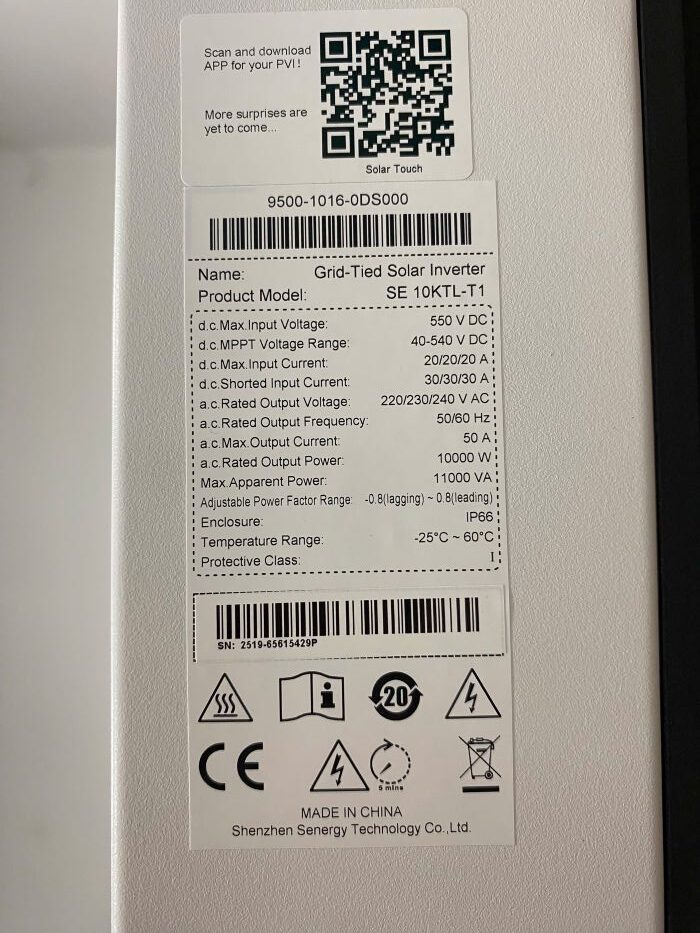 Scan and download
APP for your PVI !
More surprises are
yet to come...
Solar Touch
9500-1016-0DS000
Name: Grid-Tied Solar Inverter
Product Model: SE 10KTL-T1
d.c.Max.Input Voltage: 550 V DC
d.c.MPPT Voltage Range: 40-540 V DC
d.c.Max.Input Current: 20/20/20 A
d.c.Shorted Input Current: 30/30/30 A
a.c.Rated Output Voltage: 220/230/240 V AC
a.c.Rated Output Frequency: 50/60 Hz
a.c.Max.Output Current: 50 A
a.c.Rated Output Power: 10000 W
Max.Apparent Power: 11000 VA
Adjustable Power Factor Range: -0.8(lagging) ~ 0.8(leading)
Enclosure: IP66
Temperature Range: -25°C ~ 60°C
Protective Class: I
SN: 2519-65615429P
20
CE
5 mins
MADE IN CHINA
Shenzhen Senergy Technology Co.,Ltd.